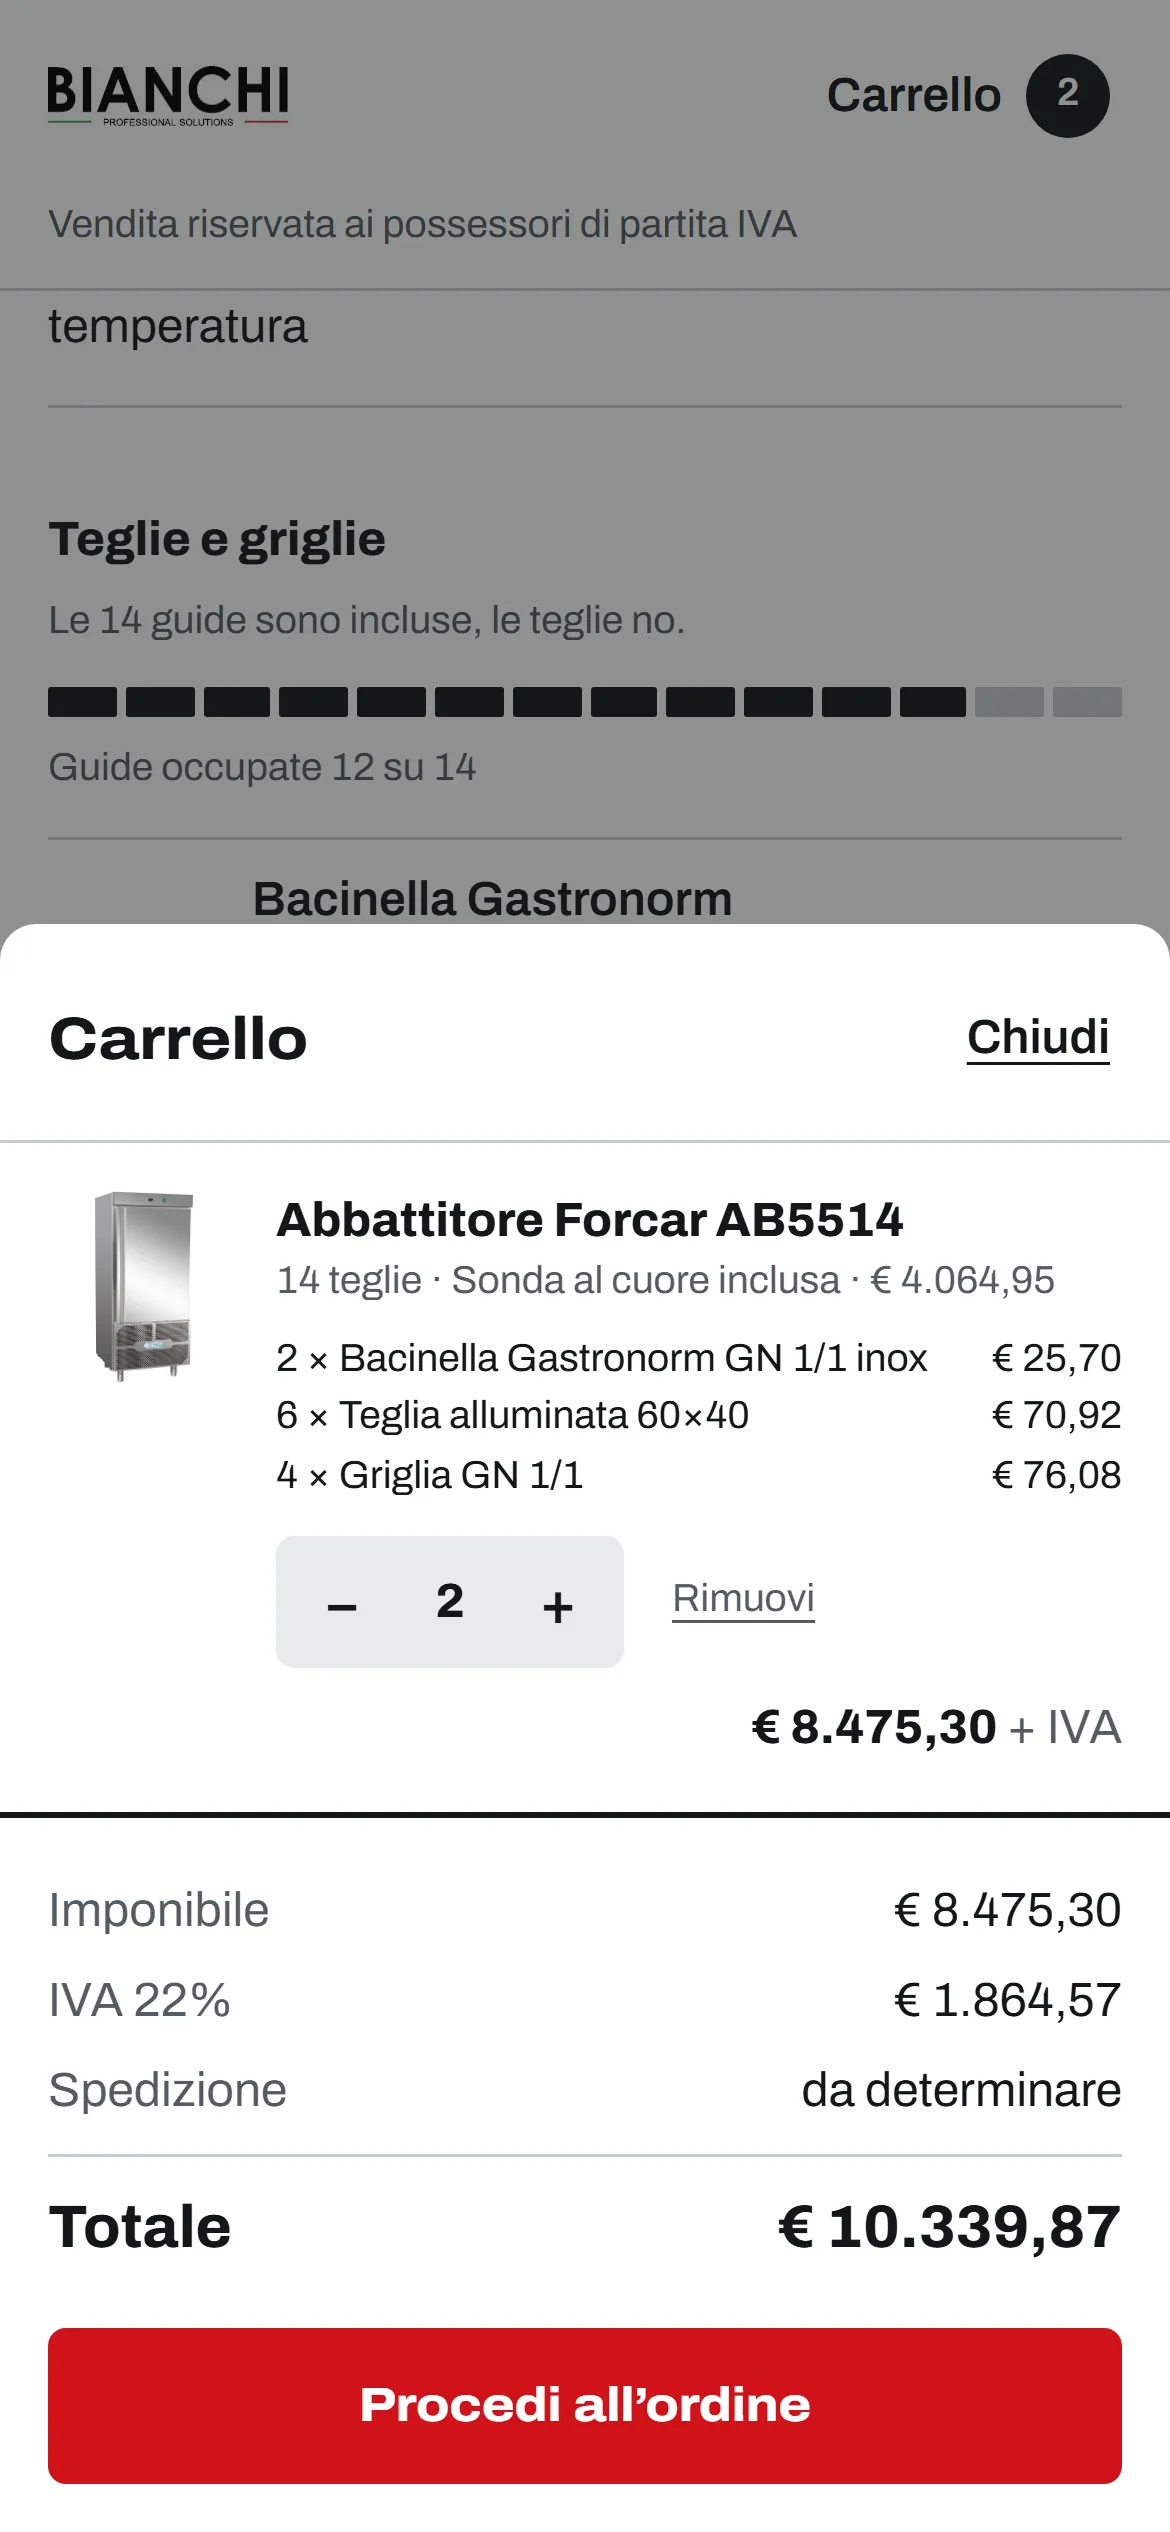 BIANCHI
PROFESSIONAL SOLUTIONS
Carrello 2
Vendita riservata ai possessori di partita IVA
temperatura
Teglie e griglie
Le 14 guide sono incluse, le teglie no.
Guide occupate 12 su 14
Bacinella Gastronorm
Carrello
Chiudi
Abbattitore Forcar AB5514
14 teglie · Sonda al cuore inclusa · € 4.064,95
2 × Bacinella Gastronorm GN 1/1 inox € 25,70
6 × Teglia alluminata 60×40 € 70,92
4 × Griglia GN 1/1 € 76,08
− 2 + Rimuovi
€ 8.475,30 + IVA
Imponibile € 8.475,30
IVA 22% € 1.864,57
Spedizione da determinare
Totale € 10.339,87
Procedi all’ordine